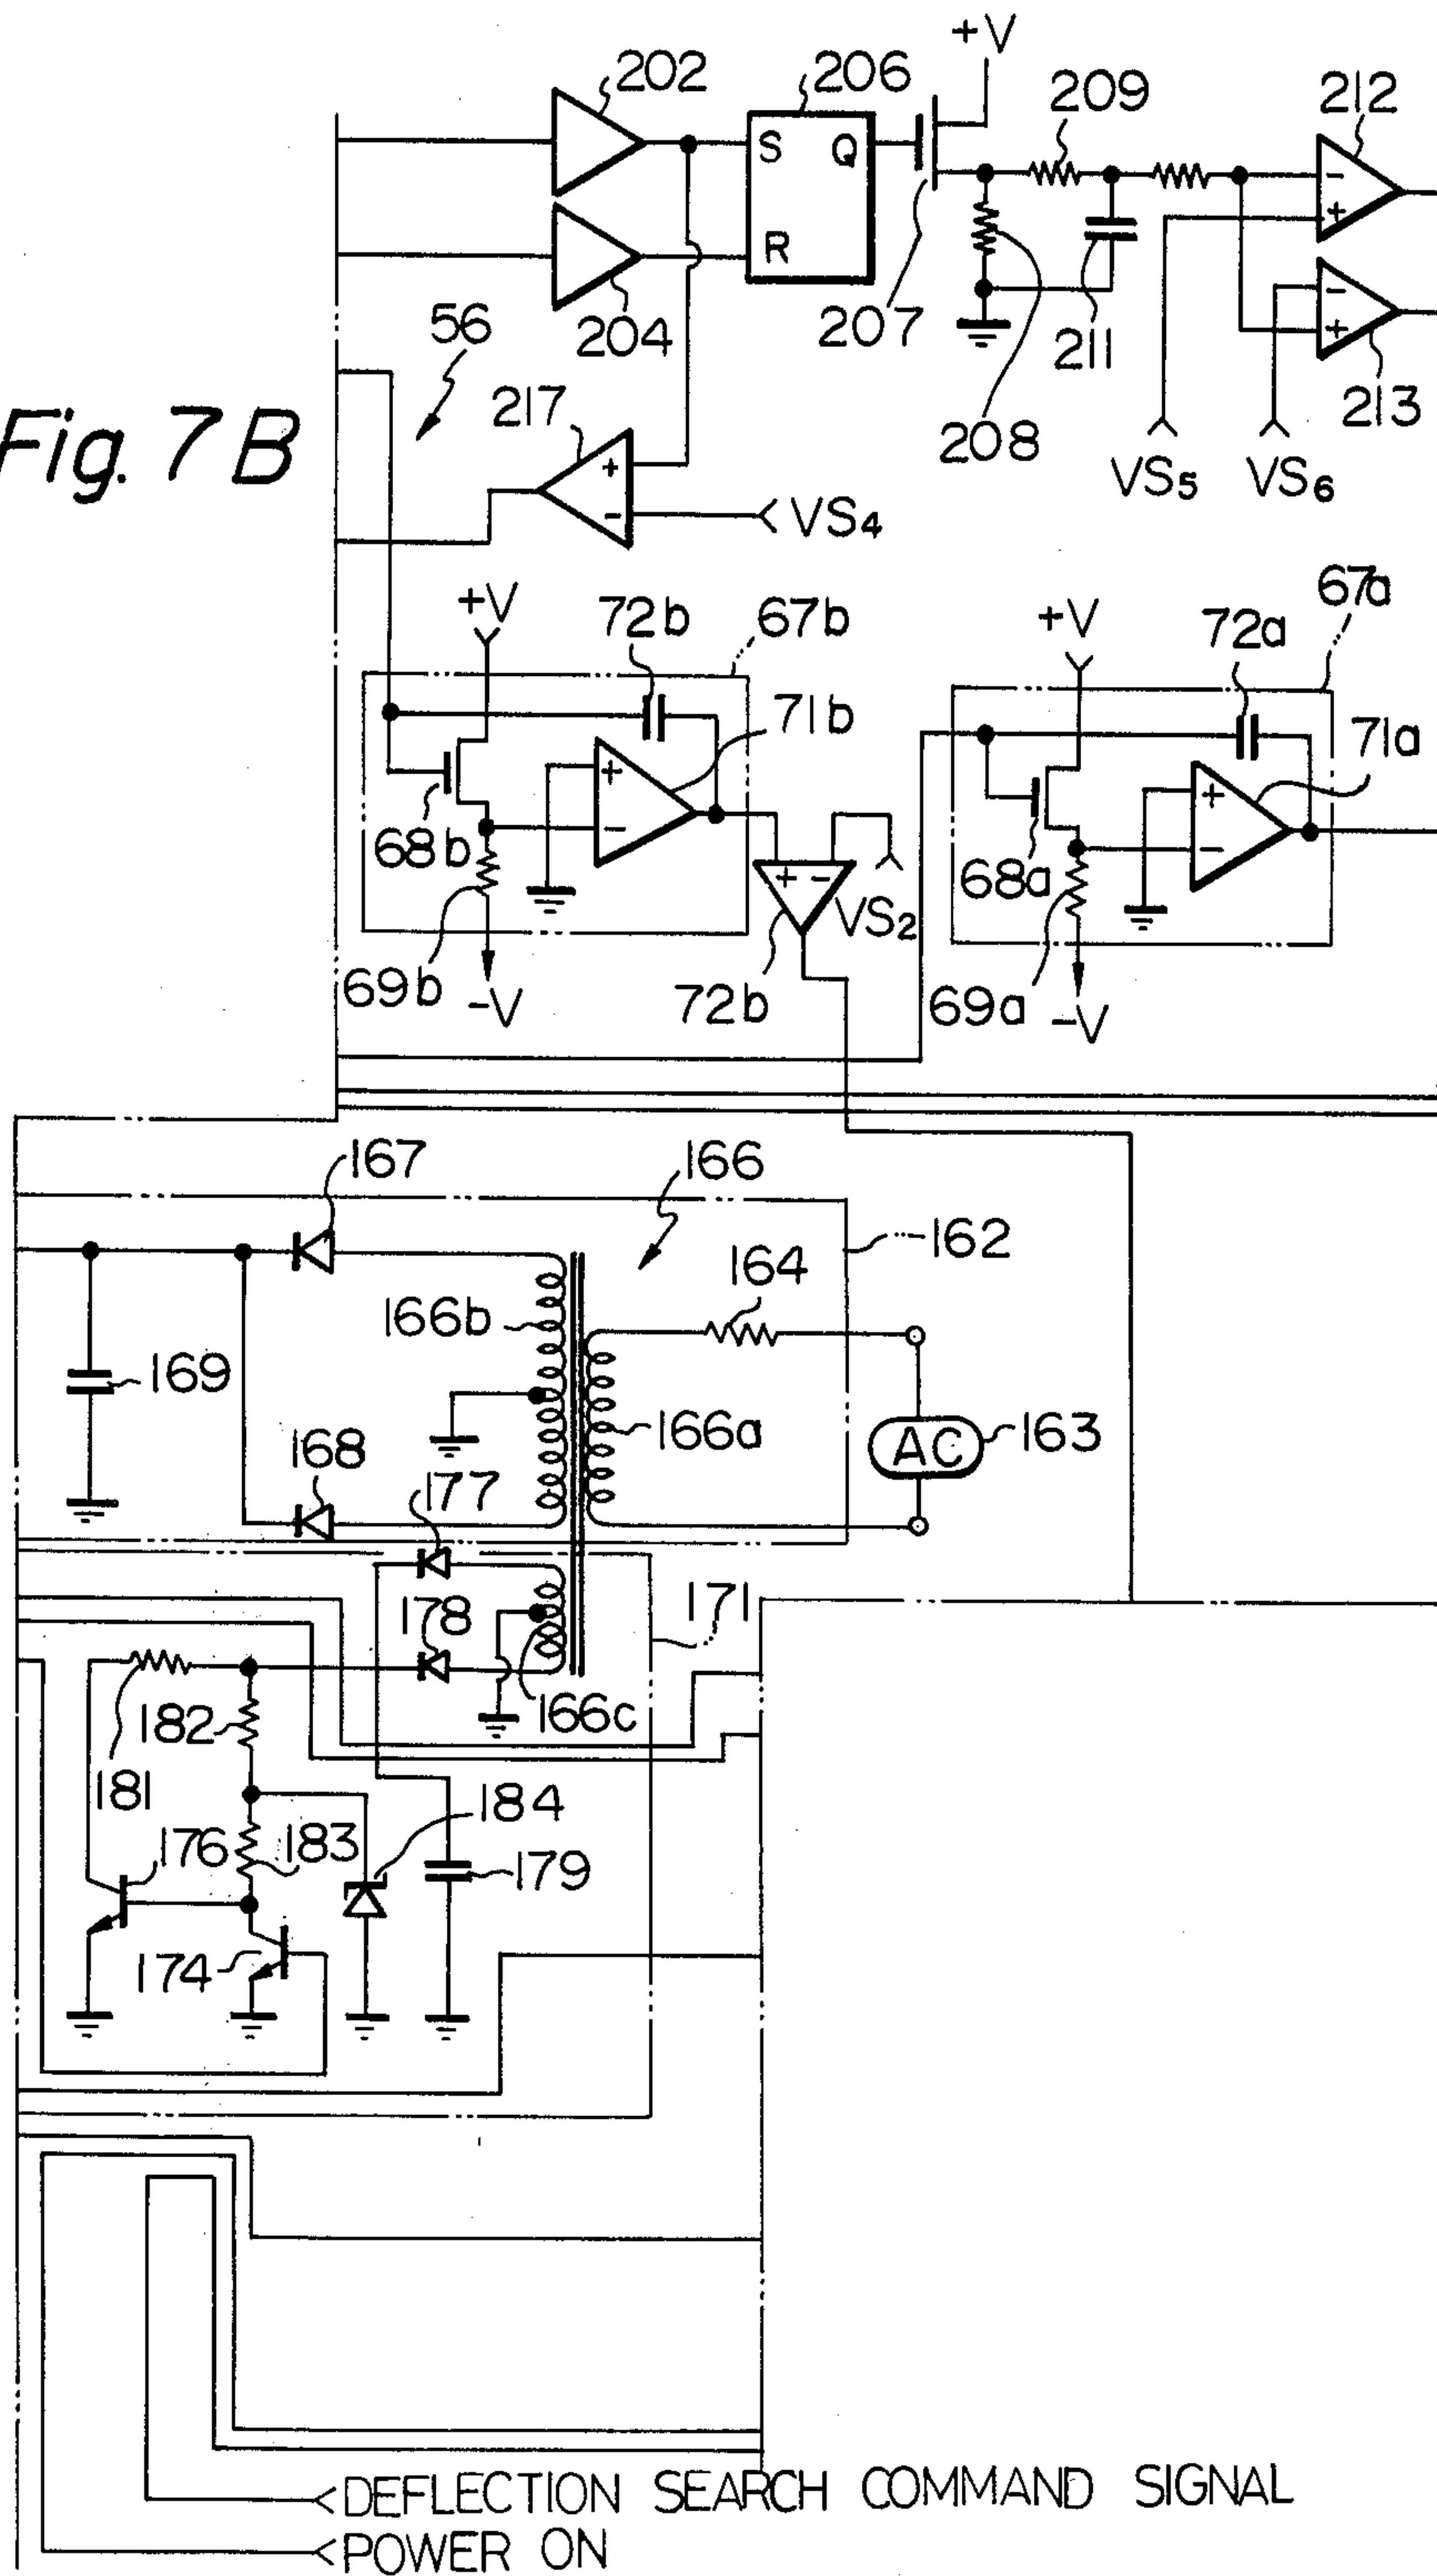 +V
202
206
209
212
S
Q
R
-
+
-
+
204
207
211
213
208
56
Fig. 7B
217
VS5
VS6
+
-
VS4
+V
72b
67b
+V
72a
67a
71b
71a
+
-
+
-
68b
68a
+ -
VS2
69b
-V
72b
69a
-V
167
166
162
164
166b
169
166a
AC
163
168
177
178
171
166c
182
181
184
176
183
179
174
DEFLECTION SEARCH COMMAND SIGNAL
POWER ON